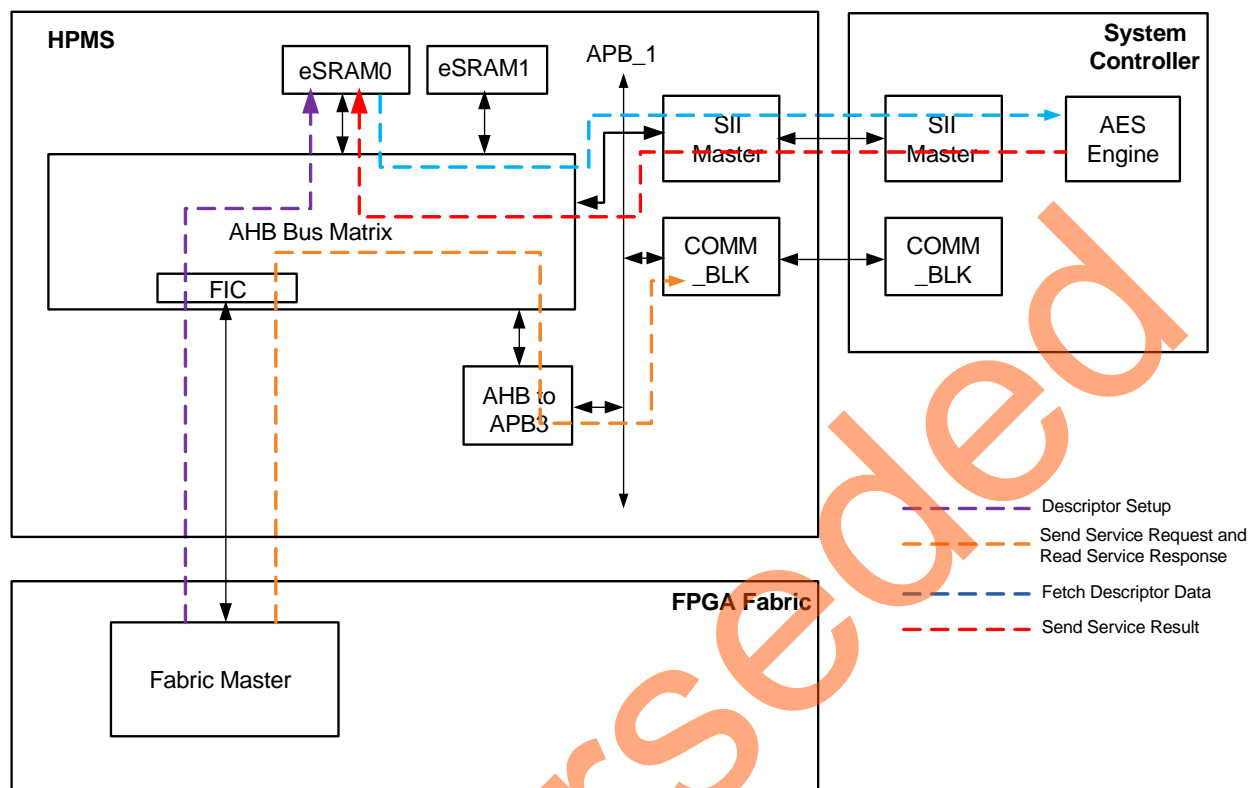 HPMS
System
Controller
eSRAM0
eSRAM1
APB_1
SII
Master
SII
Master
AES
Engine
AHB Bus Matrix
COMM
_BLK
COMM
_BLK
FIC
AHB to
APB3
Descriptor Setup
Send Service Request and
Read Service Response
Fetch Descriptor Data
Send Service Result
FPGA Fabric
Fabric Master
rseded